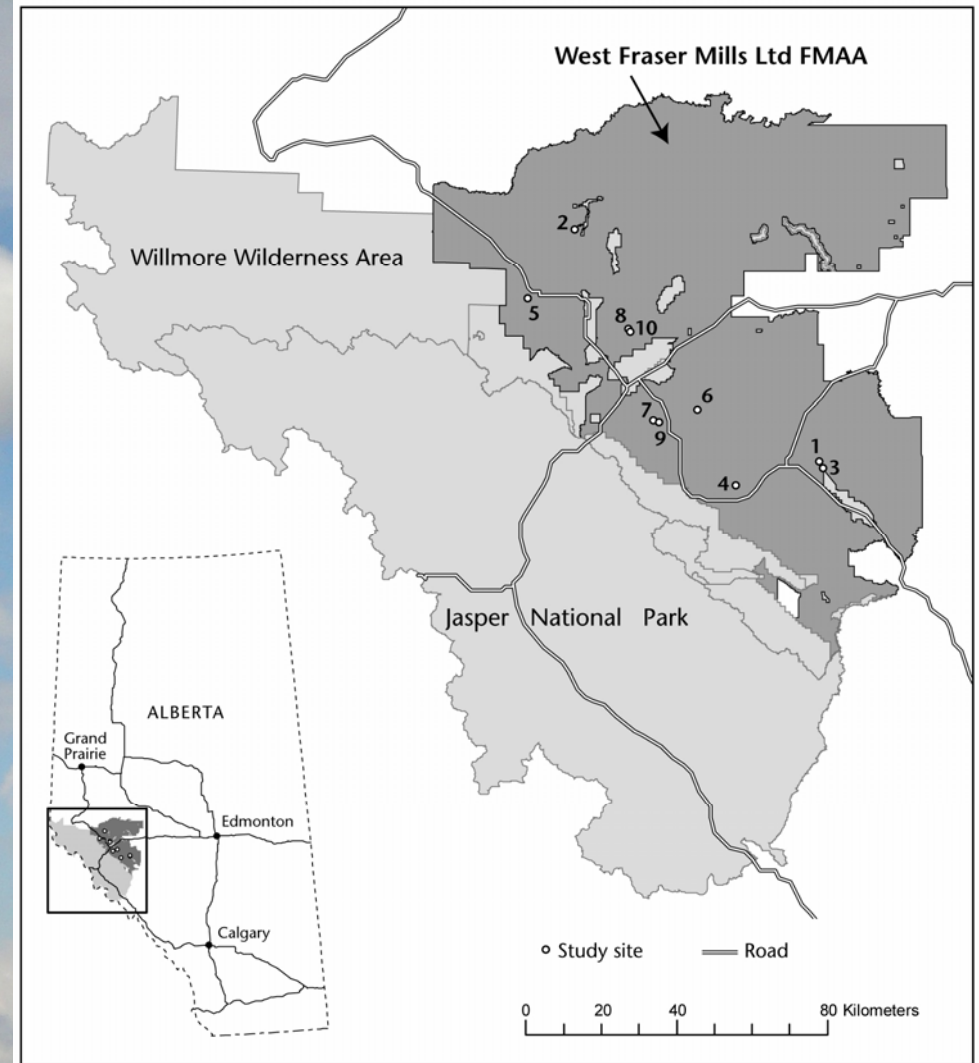 West Fraser Mills Ltd FMAA
2
Willmore Wilderness Area
5
8
10
6
7
9
1
3
4
Jasper National Park
ALBERTA
Grand
Prairie
Edmonton
Calgary
Study site
Road
0 20 40 80 Kilometers